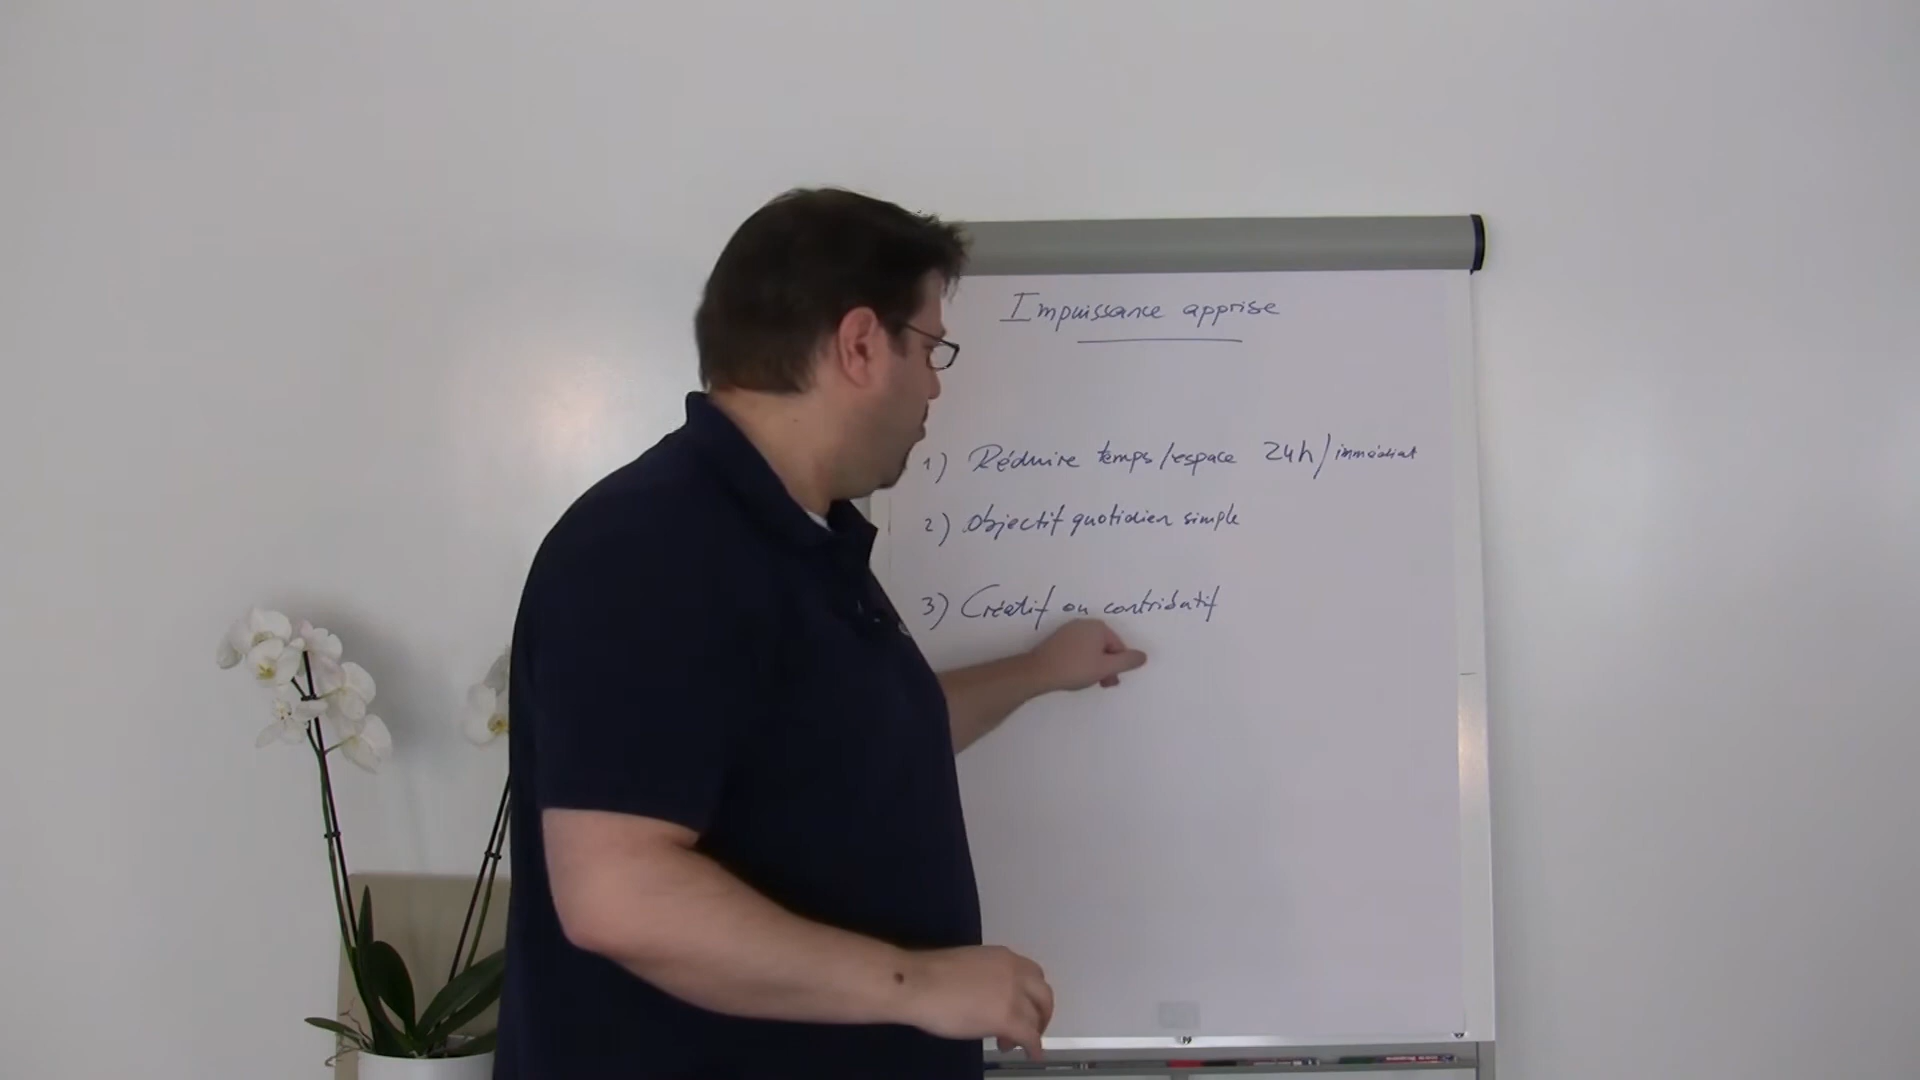 Impuissance apprise
1) Réduire temps/espace 24h/immédiat
2) Objectif quotidien simple
3) Créatif ou contributif